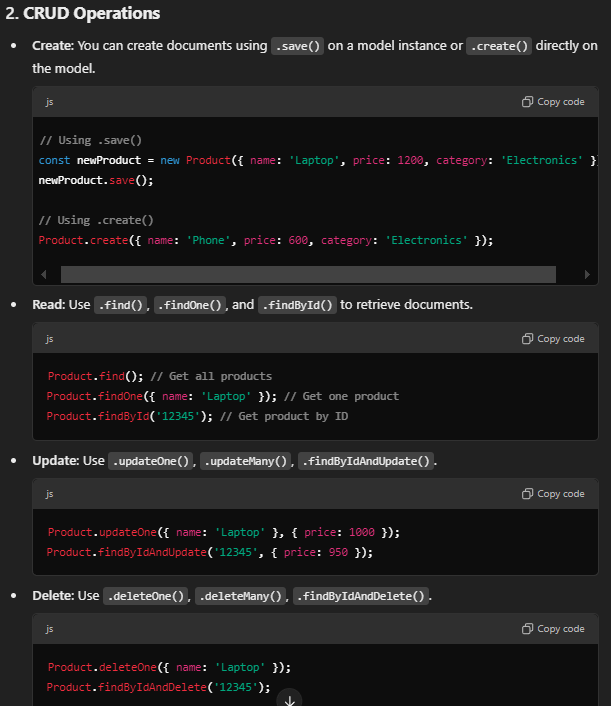 2. CRUD Operations
• Create: You can create documents using .save() on a model instance or .create() directly on
the model.
js
Copy code
// Using .save()
const newProduct = new Product({ name: 'Laptop', price: 1200, category: 'Electronics' }
newProduct.save();
// Using .create()
Product.create({ name: 'Phone', price: 600, category: 'Electronics' });
• Read: Use .find(), .findOne(), and .findById() to retrieve documents.
js
Copy code
Product.find(); // Get all products
Product.findOne({ name: 'Laptop' }); // Get one product
Product.findById('12345'); // Get product by ID
• Update: Use .updateOne(), .updateMany(), .findByIdAndUpdate().
js
Copy code
Product.updateOne({ name: 'Laptop' }, { price: 1000 });
Product.findByIdAndUpdate('12345', { price: 950 });
• Delete: Use .deleteOne(), .deleteMany(), .findByIdAndDelete().
js
Copy code
Product.deleteOne({ name: 'Laptop' });
Product.findByIdAndDelete('12345');